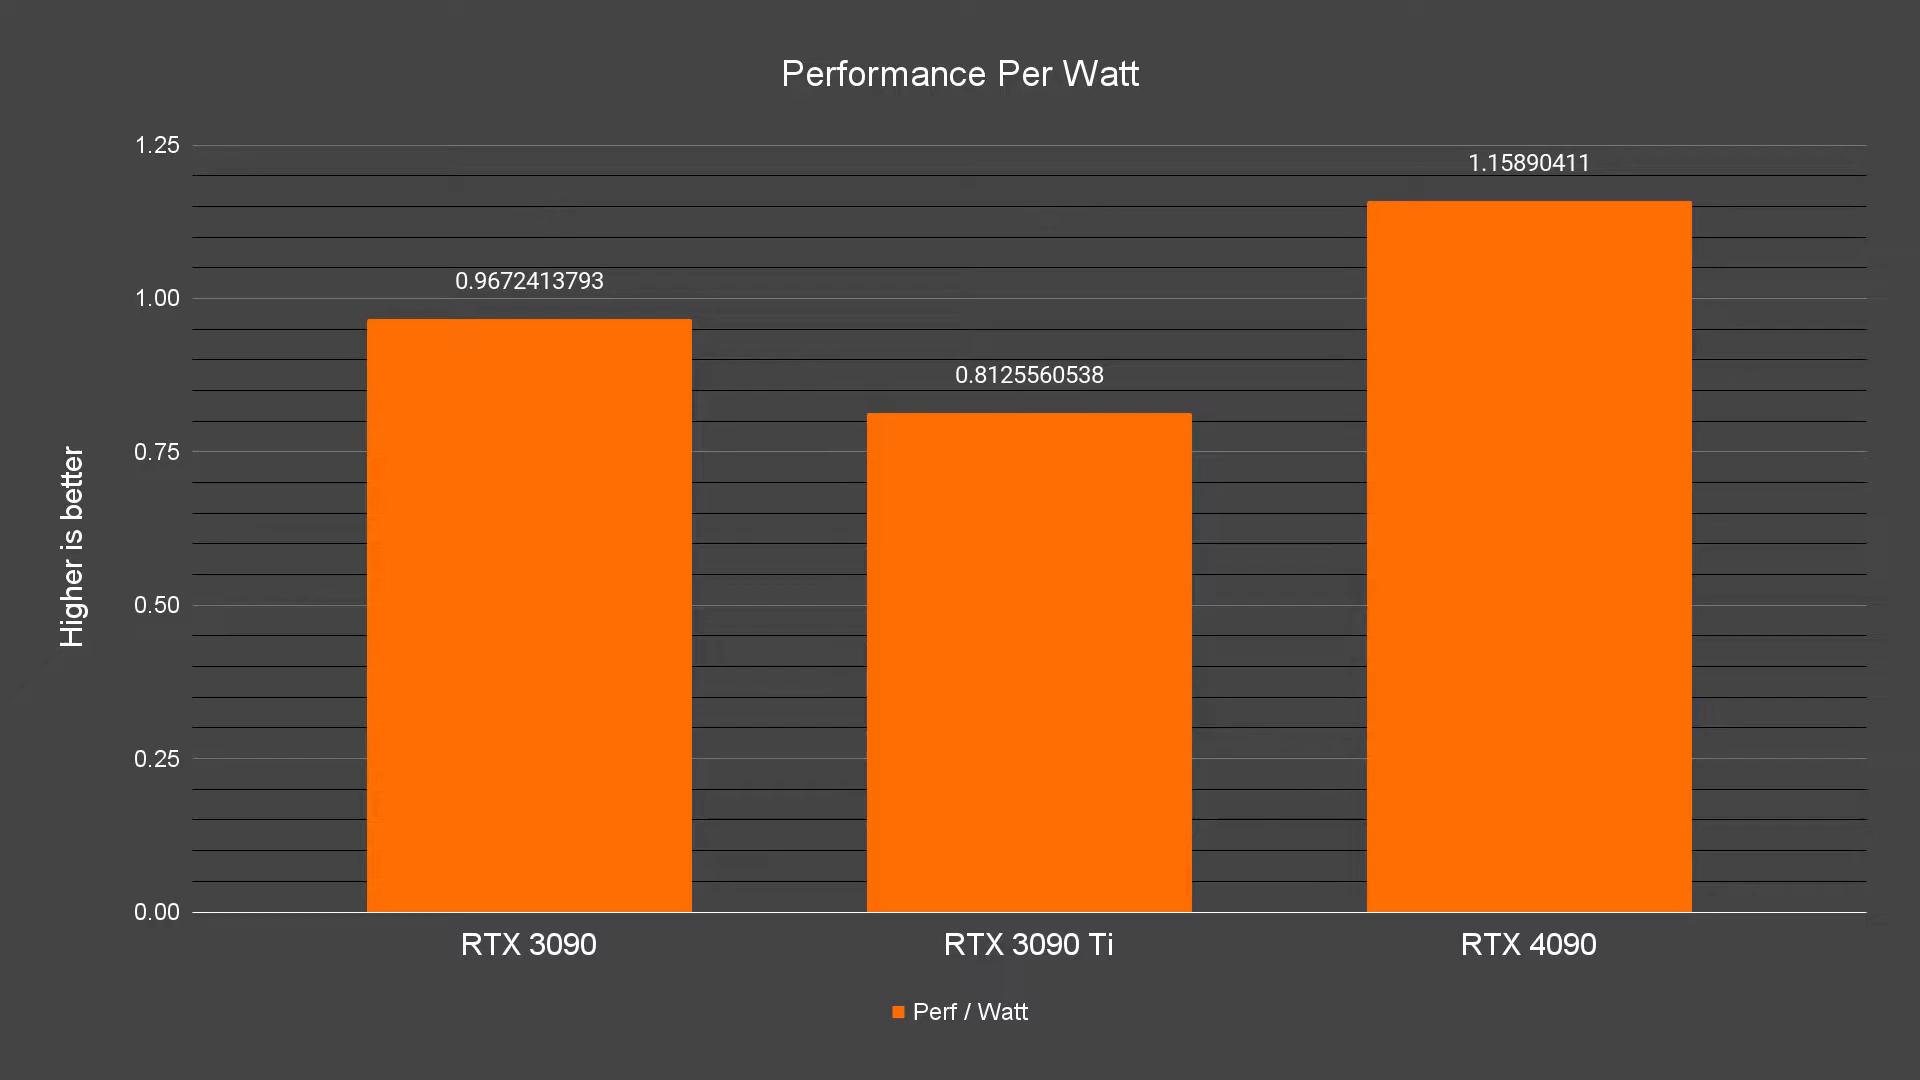 Performance Per Watt
Higher is better
1.25
1.00
0.75
0.50
0.25
0.00
0.9672413793
0.8125560538
1.15890411
RTX 3090
RTX 3090 Ti
RTX 4090
Perf / Watt